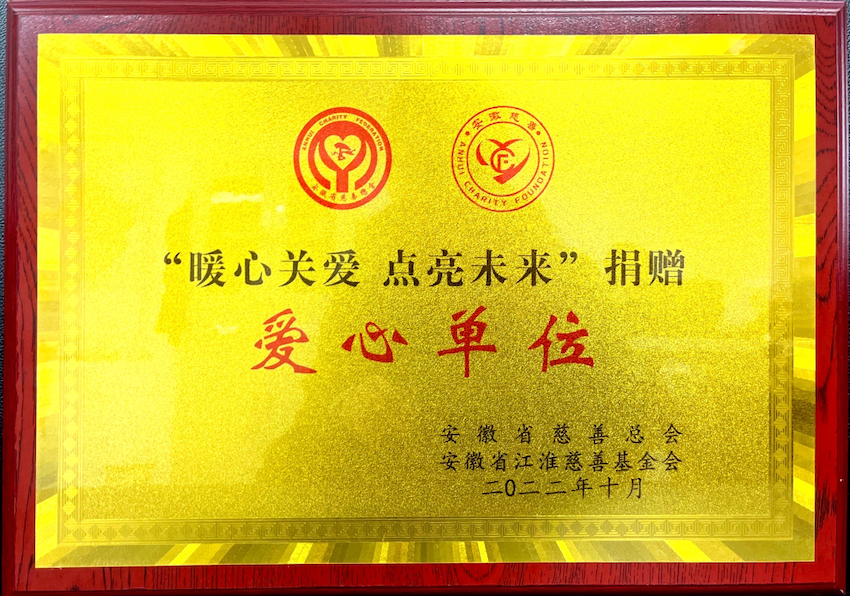 ANHUI CHARITY FEDERATION
安徽省慈善总会
安徽慈善
ANHUI CHARITY FOUNDATION
“暖心关爱 点亮未来”捐赠
爱心单位
安徽省慈善总会
安徽省江淮慈善基金会
二〇二二年十月